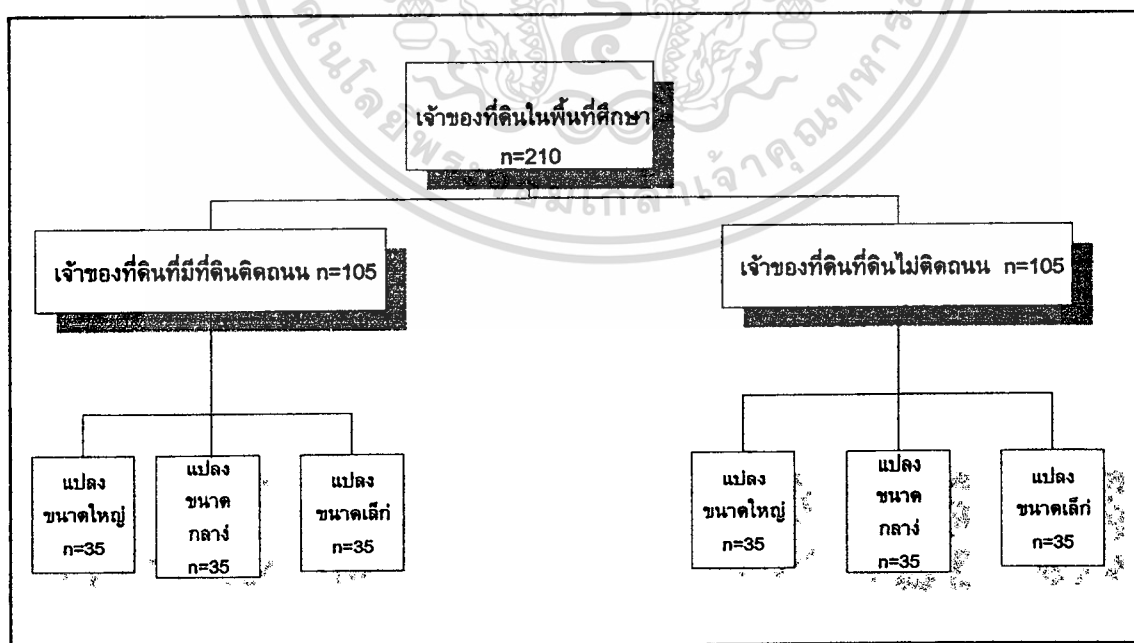 เจ้าของที่ดินในพื้นที่ศึกษา
n=210
เจ้าของที่ดินที่มีที่ดินติดถนน n=105
เจ้าของที่ดินที่ดินไม่ติดถนน n=105
แปลง
ขนาดใหญ่
n=35
แปลง
ขนาด
กลาง่
n=35
แปลง
ขนาดเล็ก่
n=35
แปลง
ขนาดใหญ่
n=35
แปลง
ขนาด
กลาง่
n=35
แปลง
ขนาดเล็ก่
n=35